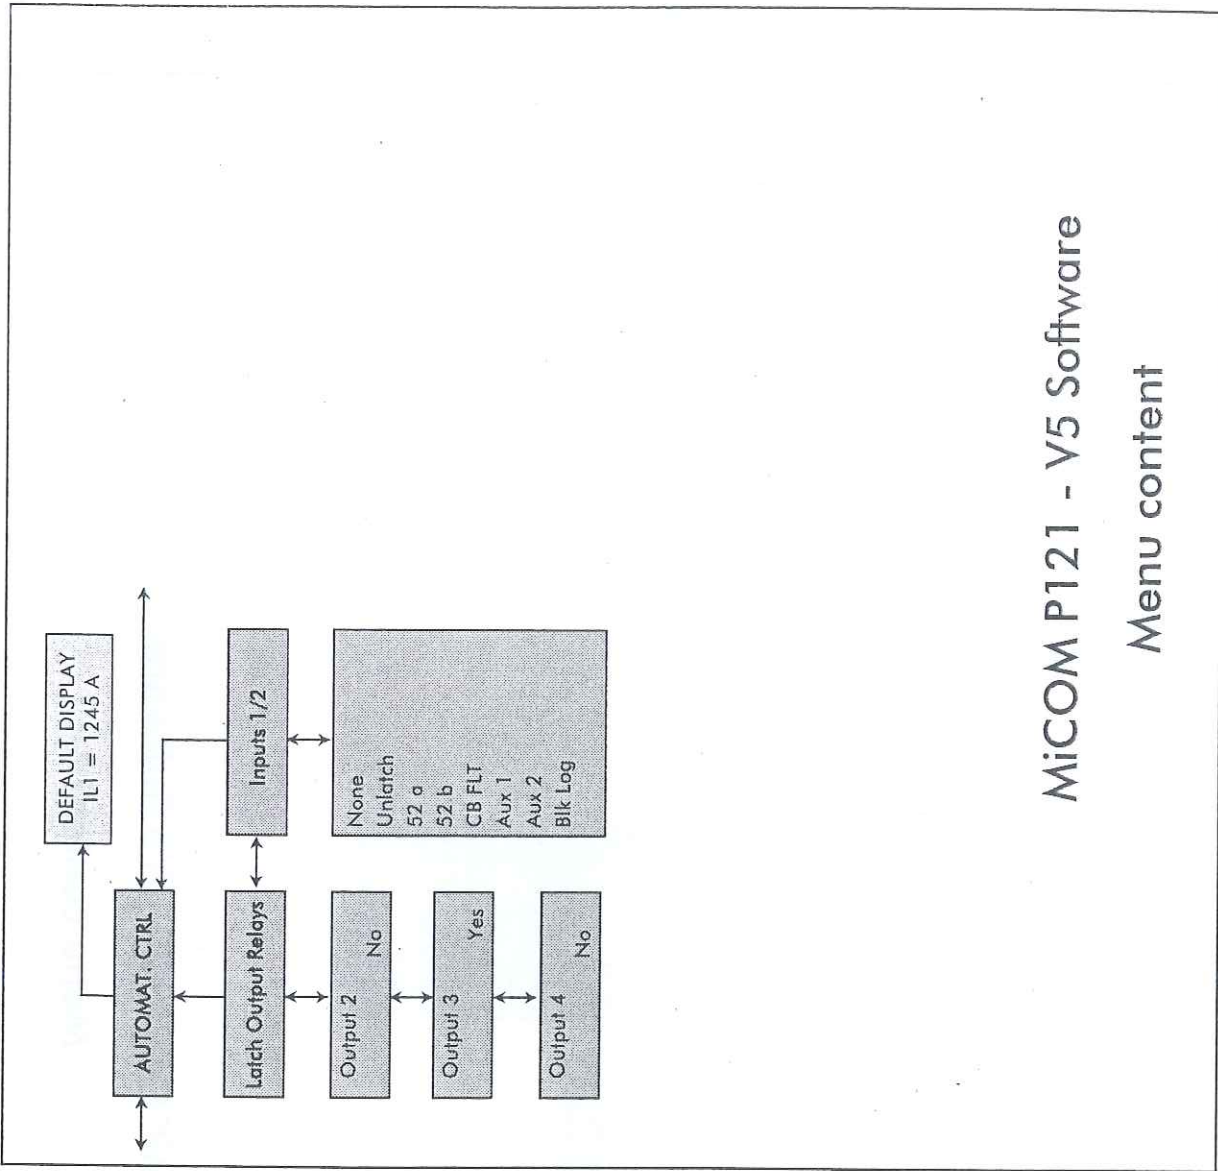 DEFAULT DISPLAY
IL1 = 1245 A
AUTOMAT. CTRL
Latch Output Relays
Inputs 1/2
Output 2
No
Output 3
Yes
Output 4
No
None
Unlatch
52 a
52 b
CB FLT
Aux 1
Aux 2
Blk Log
MiCOM P121 - V5 Software
Menu content